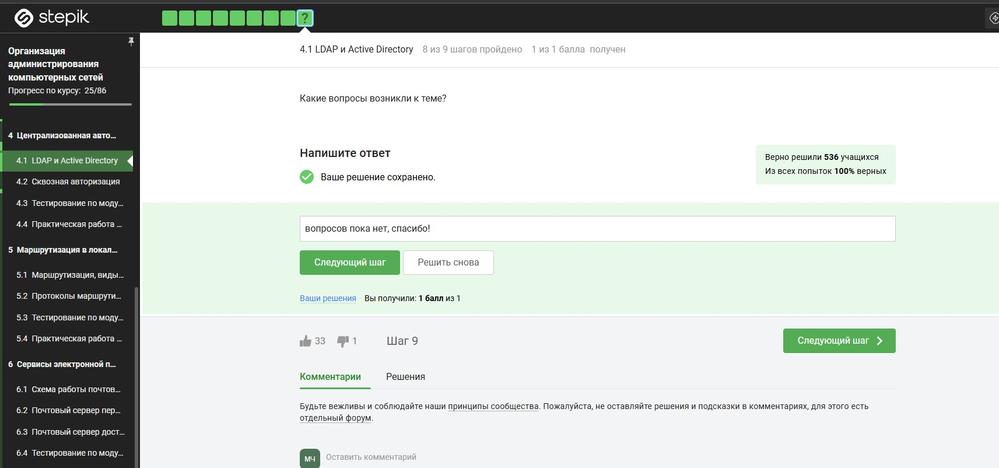 stepik
?
Организация
администрирования
компьютерных сетей
Прогресс по курсу: 25/86
4 Централизованная авто...
4.1 LDAP и Active Directory
4.2 Сквозная авторизация
4.3 Тестирование по моду...
4.4 Практическая работа ...
5 Маршрутизация в локал...
5.1 Маршрутизация, виды...
5.2 Протоколы маршрути...
5.3 Тестирование по моду...
5.4 Практическая работа ...
6 Сервисы электронной п...
6.1 Схема работы почтов...
6.2 Почтовый сервер пер...
6.3 Почтовый сервер дост...
6.4 Тестирование по моду...
4.1 LDAP и Active Directory 8 из 9 шагов пройдено 1 из 1 балла получен
Какие вопросы возникли к теме?
Напишите ответ
Ваше решение сохранено.
Верно решили 536 учащихся
Из всех попыток 100% верных
вопросов пока нет, спасибо!
Следующий шаг Решить снова
Ваши решения Вы получили: 1 балл из 1
33 1 Шаг 9 Следующий шаг
Комментарии Решения
Будьте вежливы и соблюдайте наши принципы сообщества. Пожалуйста, не оставляйте решения и подсказки в комментариях, для этого есть
отдельный форум.
МЧ Оставить комментарий